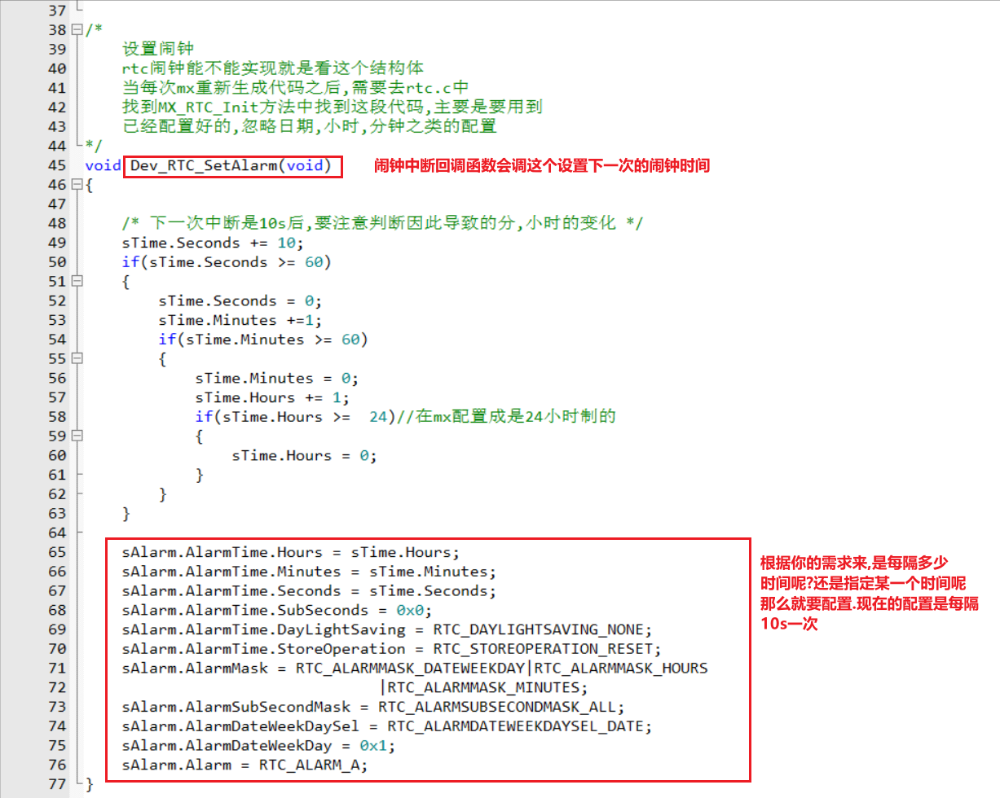 37
38 /*
39 设置闹钟
40 rtc闹钟能不能实现就是看这个结构体
41 当每次mx重新生成代码之后,需要去rtc.c中
42 找到MX_RTC_Init方法中找到这段代码,主要是要用到
43 已经配置好的,忽略日期,小时,分钟之类的配置
44 */
45 void Dev_RTC_SetAlarm(void) 闹钟中断回调函数会调这个设置下一次的闹钟时间
46 {
47
48 /* 下一次中断是10s后,要注意判断因此导致的分,小时的变化 */
49 sTime.Seconds += 10;
50 if(sTime.Seconds >= 60)
51 {
52 sTime.Seconds = 0;
53 sTime.Minutes +=1;
54 if(sTime.Minutes >= 60)
55 {
56 sTime.Minutes = 0;
57 sTime.Hours += 1;
58 if(sTime.Hours >=  24)//在mx配置成是24小时制的
59 {
60 sTime.Hours = 0;
61 }
62 }
63 }
64
65 sAlarm.AlarmTime.Hours = sTime.Hours;
66 sAlarm.AlarmTime.Minutes = sTime.Minutes;
67 sAlarm.AlarmTime.Seconds = sTime.Seconds;
68 sAlarm.AlarmTime.SubSeconds = 0x0;
69 sAlarm.AlarmTime.DayLightSaving = RTC_DAYLIGHTSAVING_NONE;
70 sAlarm.AlarmTime.StoreOperation = RTC_STOREOPERATION_RESET;
71 sAlarm.AlarmMask = RTC_ALARMMASK_DATEWEEKDAY|RTC_ALARMMASK_HOURS
72 |RTC_ALARMMASK_MINUTES;
73 sAlarm.AlarmSubSecondMask = RTC_ALARMSUBSECONDMASK_ALL;
74 sAlarm.AlarmDateWeekDaySel = RTC_ALARMDATEWEEKDAYSEL_DATE;
75 sAlarm.AlarmDateWeekDay = 0x1;
76 sAlarm.Alarm = RTC_ALARM_A;
77 }
根据你的需求来,是每隔多少
时间呢?还是指定某一个时间呢
那么就要配置.现在的配置是每隔
10s一次